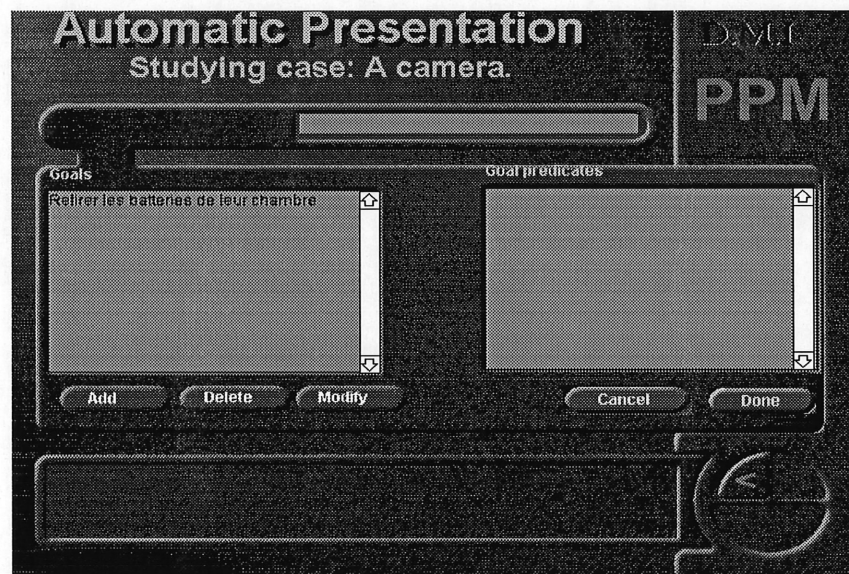 Automatic Presentation
Studying case: A camera.
D.M.I
PPM
Goals
Goal predicates
Retirer les batteries de leur chambre
Add
Delete
Modify
Cancel
Done
<